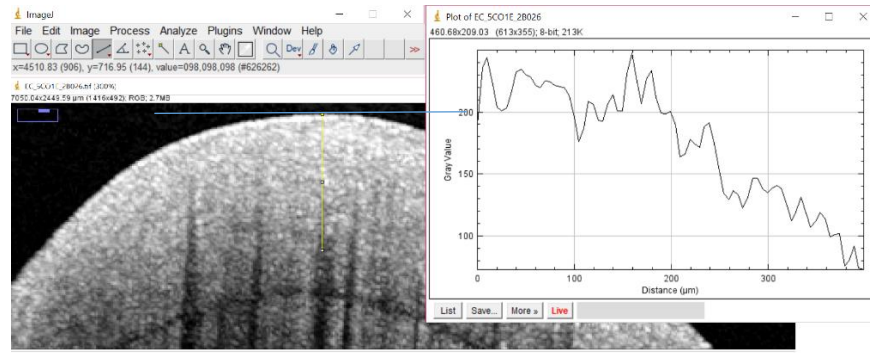 ImageJ
File Edit Image Process Analyze Plugins Window Help
Dev
x=4510.83 (906), y=716.95 (144), value=098,098,098 (#626262)
EC_5CO1E_2B026.tif (300%)
7050.04x2449.59 µm (1416x492); RGB; 2.7MB
Plot of EC_5CO1E_2B026
460.68x209.03 (613x355); 8-bit; 213K
200
150
100
Gray Value
0 100 200 300
Distance (µm)
List Save... More » Live